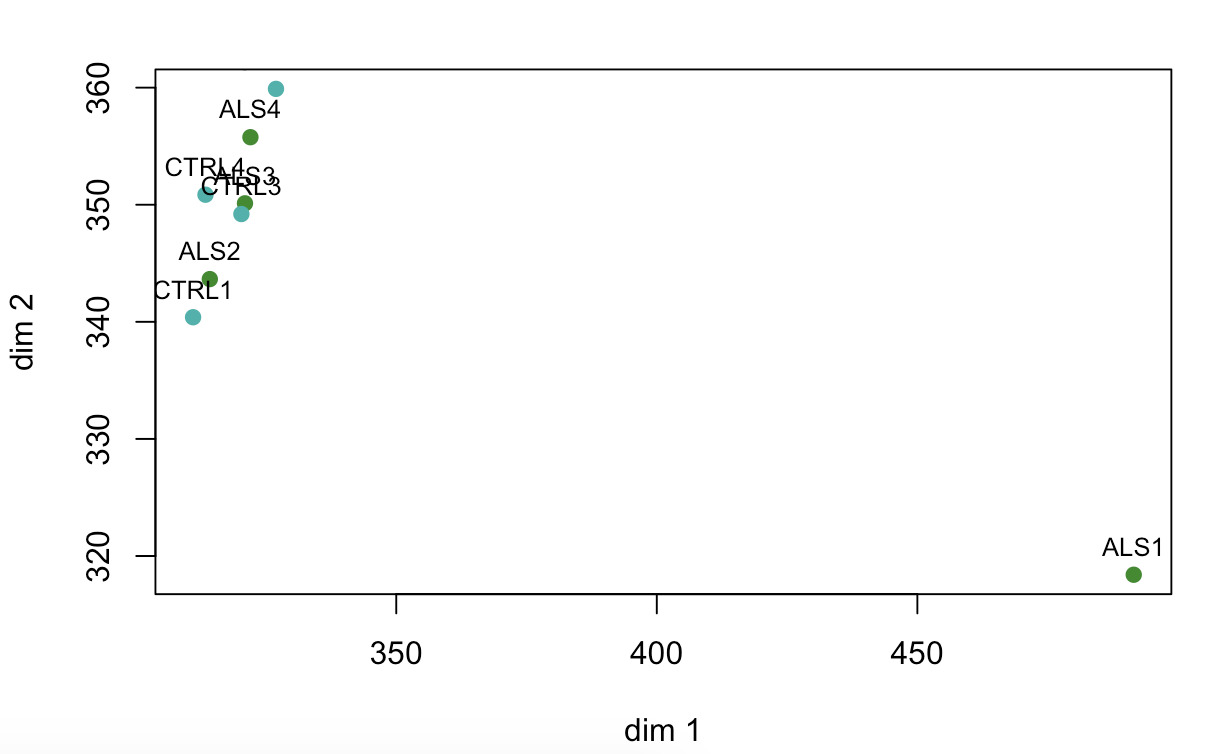 360
ALS4
CTRL4
ALS3
CTRL3
350
ALS2
CTRL1
340
dim 2
330
320
ALS1
350
400
450
dim 1